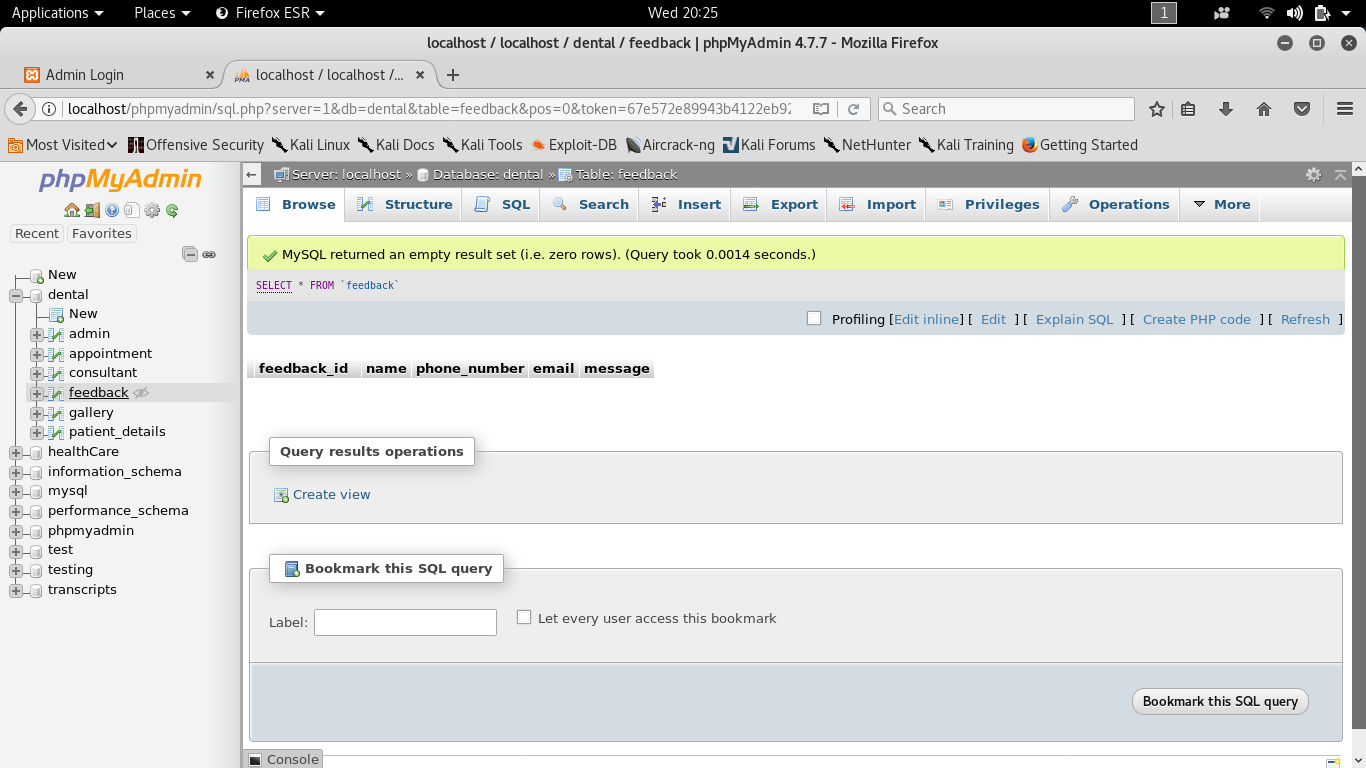 Applications Places Firefox ESR Wed 20:25 1
localhost / localhost / dental / feedback | phpMyAdmin 4.7.7 - Mozilla Firefox
Admin Login localhost / localhost /...
localhost/phpmyadmin/sql.php?server=1&db=dental&table=feedback&pos=0&token=67e572e89943b4122eb92 Search
Most Visited Offensive Security Kali Linux Kali Docs Kali Tools Exploit-DB Aircrack-ng Kali Forums NetHunter Kali Training Getting Started
phpMyAdmin
Recent Favorites
New
dental
New
admin
appointment
consultant
feedback
gallery
patient_details
healthCare
information_schema
mysql
performance_schema
phpmyadmin
test
testing
transcripts
Server: localhost » Database: dental » Table: feedback
Browse Structure SQL Search Insert Export Import Privileges Operations More
MySQL returned an empty result set (i.e. zero rows). (Query took 0.0014 seconds.)
SELECT * FROM `feedback`
Profiling [Edit inline] [ Edit ] [ Explain SQL ] [ Create PHP code ] [ Refresh ]
feedback_id name phone_number email message
Query results operations
Create view
Bookmark this SQL query
Label: Let every user access this bookmark
Bookmark this SQL query
Console